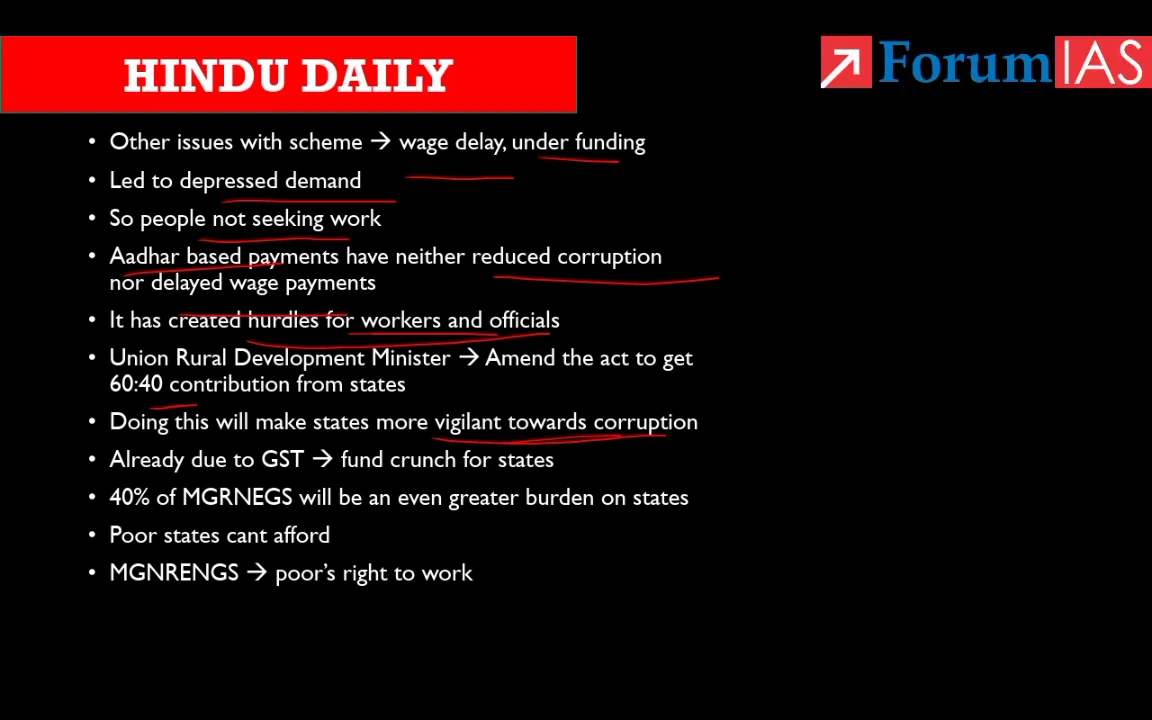 HINDU DAILY
ForumIAS
• Other issues with scheme → wage delay, under funding
• Led to depressed demand
• So people not seeking work
• Aadhar based payments have neither reduced corruption
nor delayed wage payments
• It has created hurdles for workers and officials
• Union Rural Development Minister → Amend the act to get
60:40 contribution from states
• Doing this will make states more vigilant towards corruption
• Already due to GST → fund crunch for states
• 40% of MGRNEGS will be an even greater burden on states
• Poor states cant afford
• MGNRENGS → poor's right to work